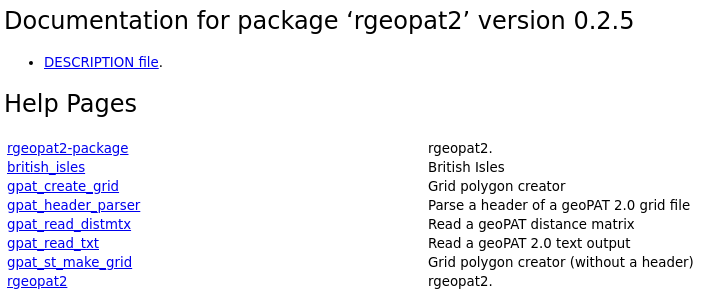 Documentation for package ‘rgeopat2’ version 0.2.5
• DESCRIPTION file.
Help Pages
rgeopat2-package rgeopat2.
british_isles British Isles
gpat_create_grid Grid polygon creator
gpat_header_parser Parse a header of a geoPAT 2.0 grid file
gpat_read_distmtx Read a geoPAT distance matrix
gpat_read_txt Read a geoPAT 2.0 text output
gpat_st_make_grid Grid polygon creator (without a header)
rgeopat2 rgeopat2.